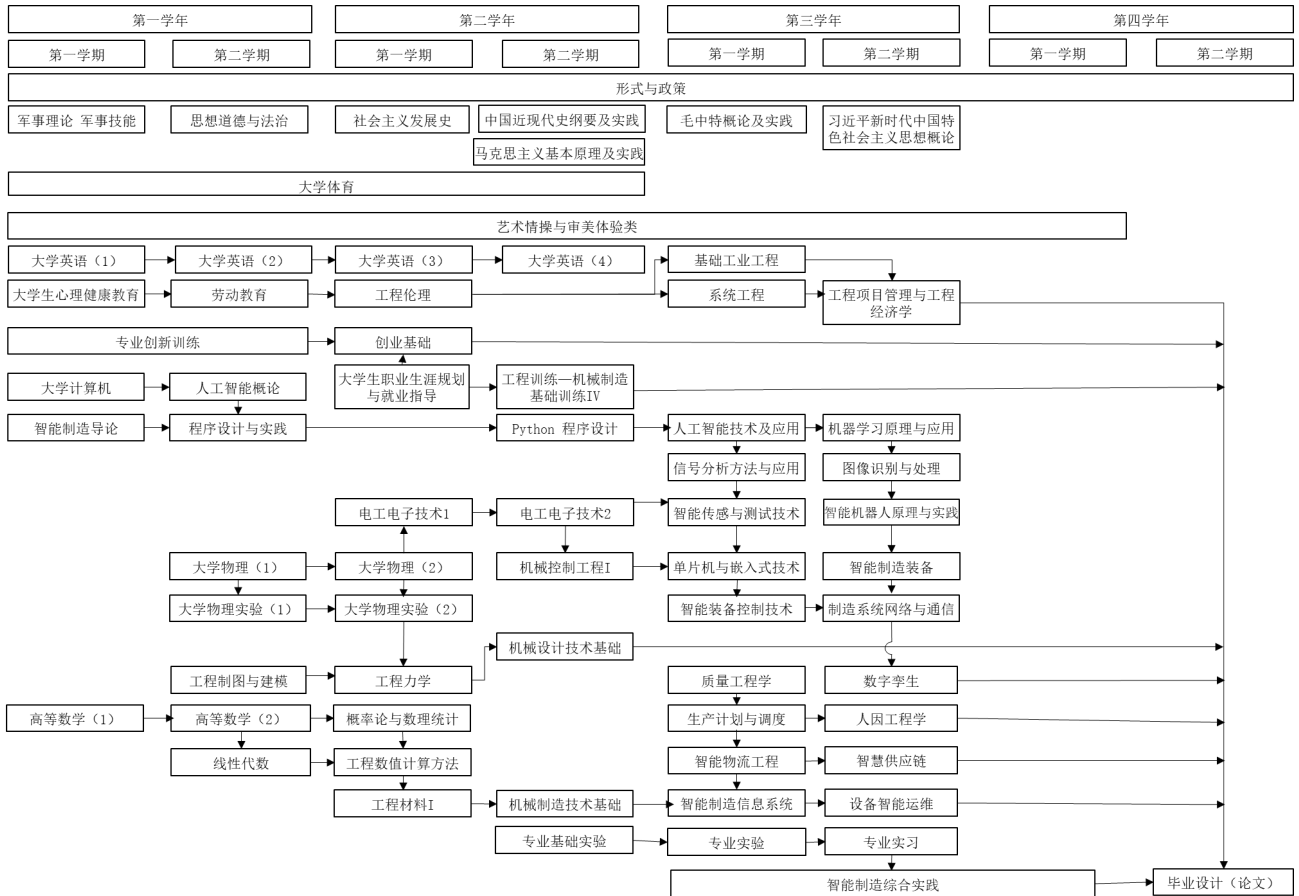 第一学年
第二学年
第三学年
第四学年
第一学期
第二学期
第一学期
第二学期
第一学期
第二学期
第一学期
第二学期
形式与政策
军事理论 军事技能
思想道德与法治
社会主义发展史
中国近现代史纲要及实践
毛中特概论及实践
习近平新时代中国特
色社会主义思想概论
马克思主义基本原理及实践
大学体育
艺术情操与审美体验类
大学英语（1）
大学英语（2）
大学英语（3）
大学英语（4）
基础工业工程
大学生心理健康教育
劳动教育
工程伦理
系统工程
工程项目管理与工程
经济学
专业创新训练
创业基础
大学计算机
人工智能概论
大学生职业生涯规划
与就业指导
工程训练—机械制造
基础训练IV
智能制造导论
程序设计与实践
Python 程序设计
人工智能技术及应用
机器学习原理与应用
信号分析方法与应用
图像识别与处理
电工电子技术1
电工电子技术2
智能传感与测试技术
智能机器人原理与实践
大学物理（1）
大学物理（2）
机械控制工程I
单片机与嵌入式技术
智能制造装备
大学物理实验（1）
大学物理实验（2）
智能装备控制技术
制造系统网络与通信
机械设计技术基础
工程制图与建模
工程力学
质量工程学
数字孪生
高等数学（1）
高等数学（2）
概率论与数理统计
生产计划与调度
人因工程学
线性代数
工程数值计算方法
智能物流工程
智慧供应链
工程材料I
机械制造技术基础
智能制造信息系统
设备智能运维
专业基础实验
专业实验
专业实习
智能制造综合实践
毕业设计（论文）